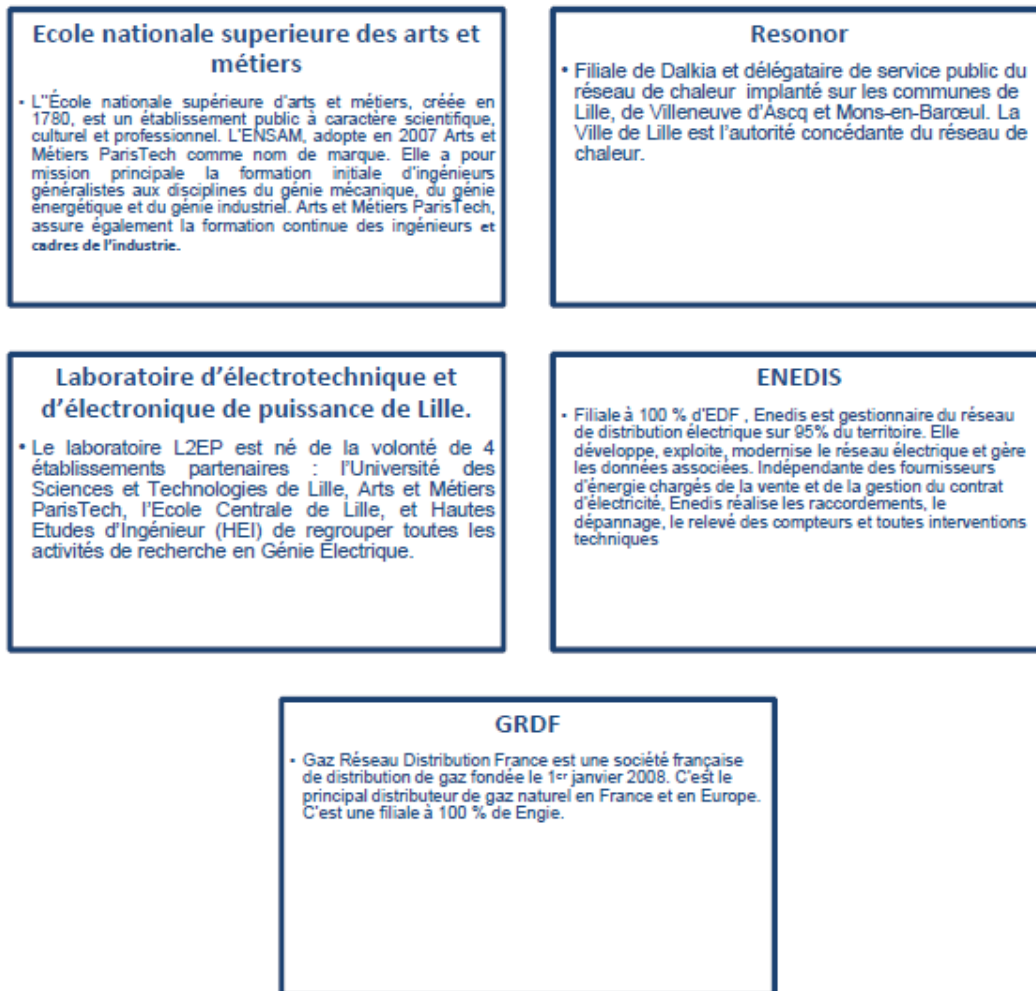 Ecole nationale superieure des arts et
métiers
• L''École nationale supérieure d'arts et métiers, créée en
1780, est un établissement public à caractère scientifique,
culturel et professionnel. L'ENSAM, adopte en 2007 Arts et
Métiers ParisTech comme nom de marque. Elle a pour
mission principale la formation initiale d'ingénieurs
généralistes aux disciplines du génie mécanique, du génie
énergétique et du génie industriel. Arts et Métiers ParisTech,
assure également la formation continue des ingénieurs et
cadres de l'industrie.
Resonor
• Filiale de Dalkia et délégataire de service public du
réseau de chaleur implanté sur les communes de
Lille, de Villeneuve d'Ascq et Mons-en-Barœul. La
Ville de Lille est l'autorité concédante du réseau de
chaleur.
Laboratoire d'électrotechnique et
d'électronique de puissance de Lille.
• Le laboratoire L2EP est né de la volonté de 4
établissements partenaires : l'Université des
Sciences et Technologies de Lille, Arts et Métiers
ParisTech, l'Ecole Centrale de Lille, et Hautes
Etudes d'Ingénieur (HEI) de regrouper toutes les
activités de recherche en Génie Electrique.
ENEDIS
• Filiale à 100 % d'EDF , Enedis est gestionnaire du réseau
de distribution électrique sur 95% du territoire. Elle
développe, exploite, modernise le réseau électrique et gère
les données associées. Indépendante des fournisseurs
d'énergie chargés de la vente et de la gestion du contrat
d'électricité, Enedis réalise les raccordements, le
dépannage, le relevé des compteurs et toutes interventions
techniques
GRDF
• Gaz Réseau Distribution France est une société française
de distribution de gaz fondée le 1er janvier 2008. C'est le
principal distributeur de gaz naturel en France et en Europe.
C'est une filiale à 100 % de Engie.